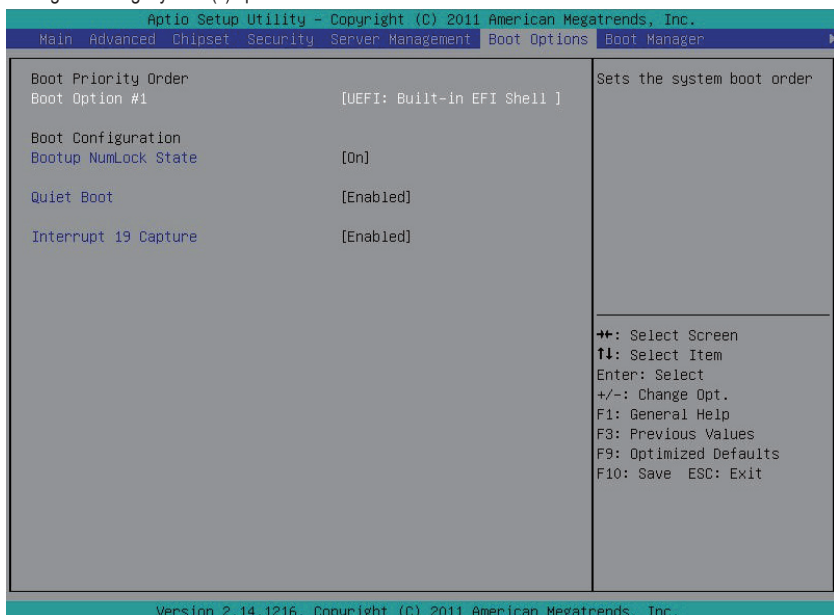 Aptio Setup Utility – Copyright (C) 2011 American Megatrends, Inc.
Main Advanced Chipset Security Server Management Boot Options Boot Manager
Boot Priority Order
Boot Option #1 [UEFI: Built-in EFI Shell ]
Sets the system boot order
Boot Configuration
Bootup NumLock State [On]
Quiet Boot [Enabled]
Interrupt 19 Capture [Enabled]
→←: Select Screen
↑↓: Select Item
Enter: Select
+/-: Change Opt.
F1: General Help
F3: Previous Values
F9: Optimized Defaults
F10: Save ESC: Exit
Version 2.14.1216. Copyright (C) 2011 American Megatrends, Inc.